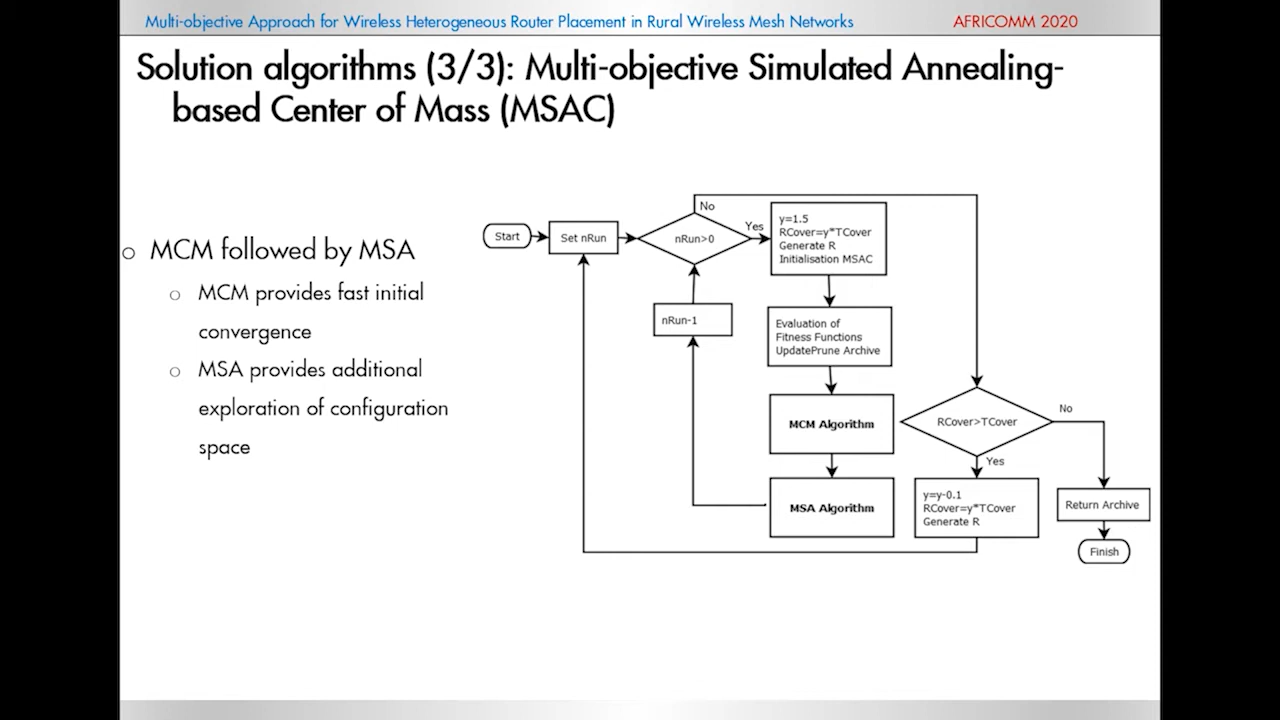 Multi-objective Approach for Wireless Heterogeneous Router Placement in Rural Wireless Mesh Networks
AFRICOMM 2020
Solution algorithms (3/3): Multi-objective Simulated Annealing-
based Center of Mass (MSAC)
o MCM followed by MSA
o MCM provides fast initial
convergence
o MSA provides additional
exploration of configuration
space
Start
Set nRun
nRun>0
No
Yes
y=1.5
RCover=y*TCover
Generate R
Initialisation MSAC
nRun-1
Evaluation of
Fitness Functions
UpdatePrune Archive
MCM Algorithm
MSA Algorithm
RCover>TCover
No
Yes
y=y-0.1
RCover=y*TCover
Generate R
Return Archive
Finish